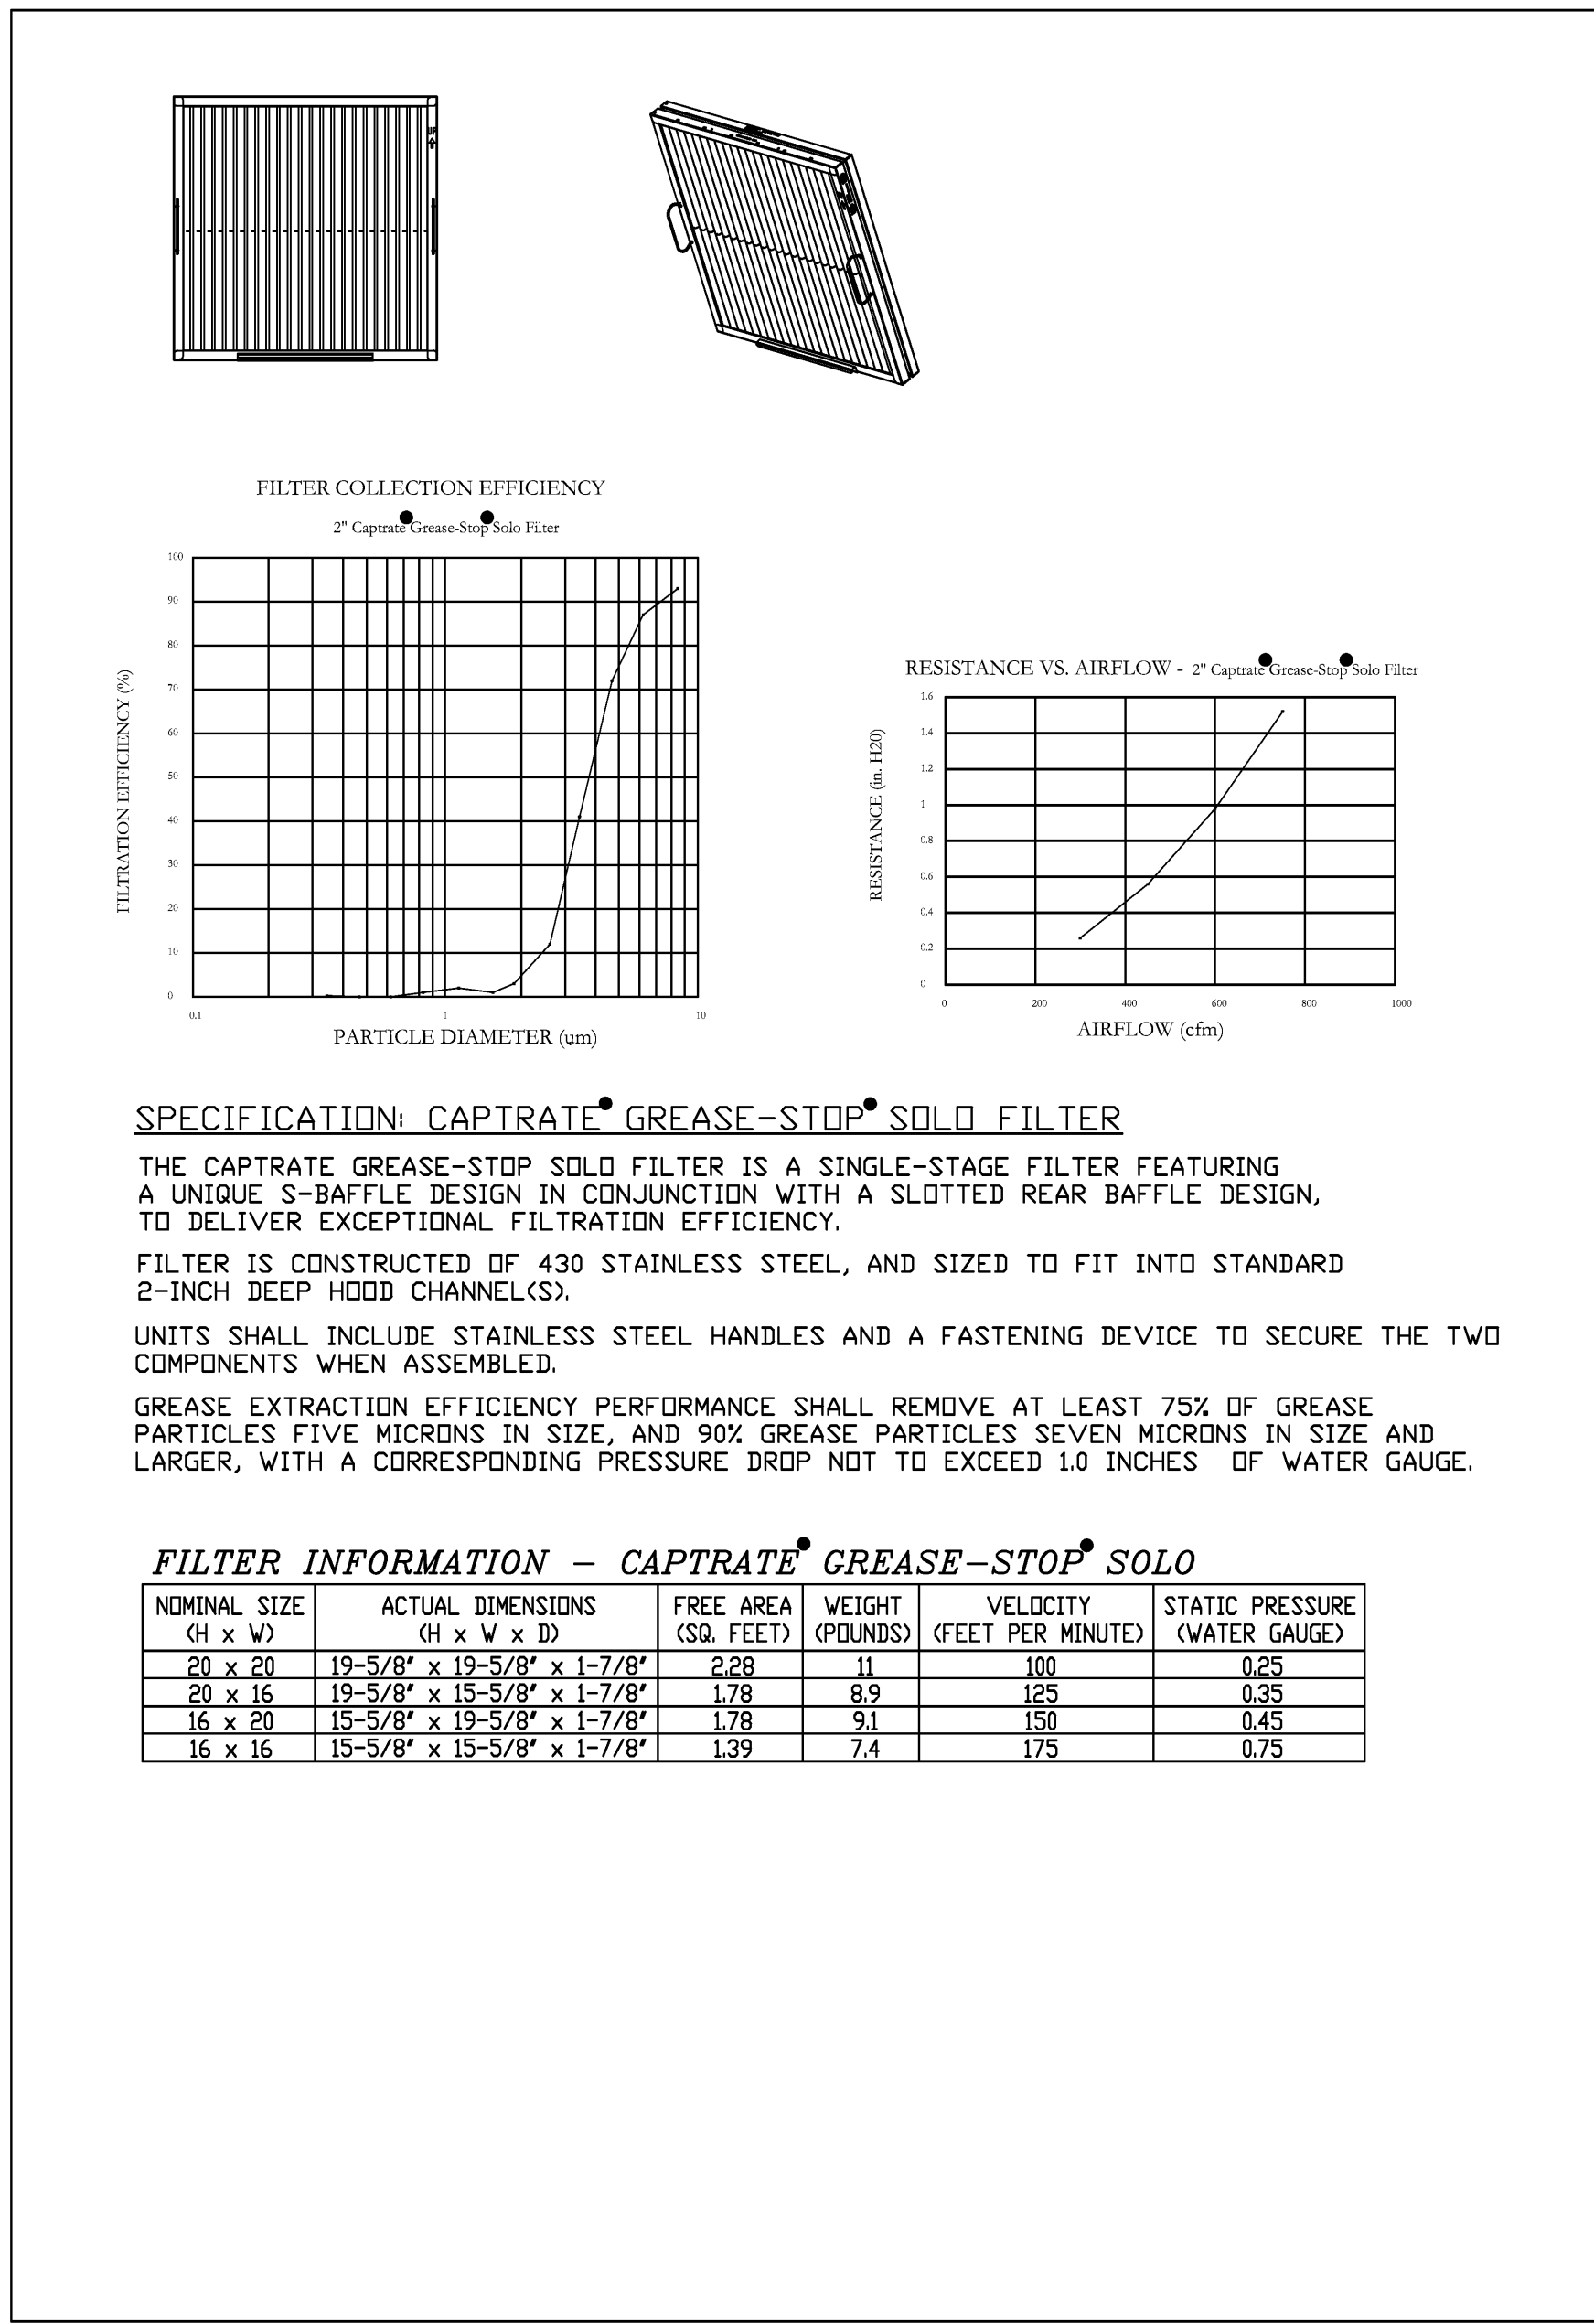 UP
FILTER COLLECTION EFFICIENCY
2" Captrate Grease-Stop Solo Filter
100
90
80
70
60
50
40
30
20
10
0
FILTRATION EFFICIENCY (%)
0.1 1 10
PARTICLE DIAMETER (um)
RESISTANCE VS. AIRFLOW - 2" Captrate Grease-Stop Solo Filter
1.6
1.4
1.2
1
0.8
0.6
0.4
0.2
0
RESISTANCE (in. H20)
0 200 400 600 800 1000
AIRFLOW (cfm)
SPECIFICATION: CAPTRATE GREASE-STOP SOLO FILTER
THE CAPTRATE GREASE-STOP SOLO FILTER IS A SINGLE-STAGE FILTER FEATURING
A UNIQUE S-BAFFLE DESIGN IN CONJUNCTION WITH A SLOTTED REAR BAFFLE DESIGN,
TO DELIVER EXCEPTIONAL FILTRATION EFFICIENCY.
FILTER IS CONSTRUCTED OF 430 STAINLESS STEEL, AND SIZED TO FIT INTO STANDARD
2-INCH DEEP HOOD CHANNEL(S).
UNITS SHALL INCLUDE STAINLESS STEEL HANDLES AND A FASTENING DEVICE TO SECURE THE TWO
COMPONENTS WHEN ASSEMBLED.
GREASE EXTRACTION EFFICIENCY PERFORMANCE SHALL REMOVE AT LEAST 75% OF GREASE
PARTICLES FIVE MICRONS IN SIZE, AND 90% GREASE PARTICLES SEVEN MICRONS IN SIZE AND
LARGER, WITH A CORRESPONDING PRESSURE DROP NOT TO EXCEED 1.0 INCHES OF WATER GAUGE.
FILTER INFORMATION - CAPTRATE GREASE-STOP SOLO
NOMINAL SIZE ACTUAL DIMENSIONS FREE AREA WEIGHT VELOCITY STATIC PRESSURE
(H x W) (H x W x D) (SQ. FEET) (POUNDS) (FEET PER MINUTE) (WATER GAUGE)
20 x 20 19-5/8" x 19-5/8" x 1-7/8" 2.28 11 100 0.25
20 x 16 19-5/8" x 15-5/8" x 1-7/8" 1.78 8.9 125 0.35
16 x 20 15-5/8" x 19-5/8" x 1-7/8" 1.78 9.1 150 0.45
16 x 16 15-5/8" x 15-5/8" x 1-7/8" 1.39 7.4 175 0.75